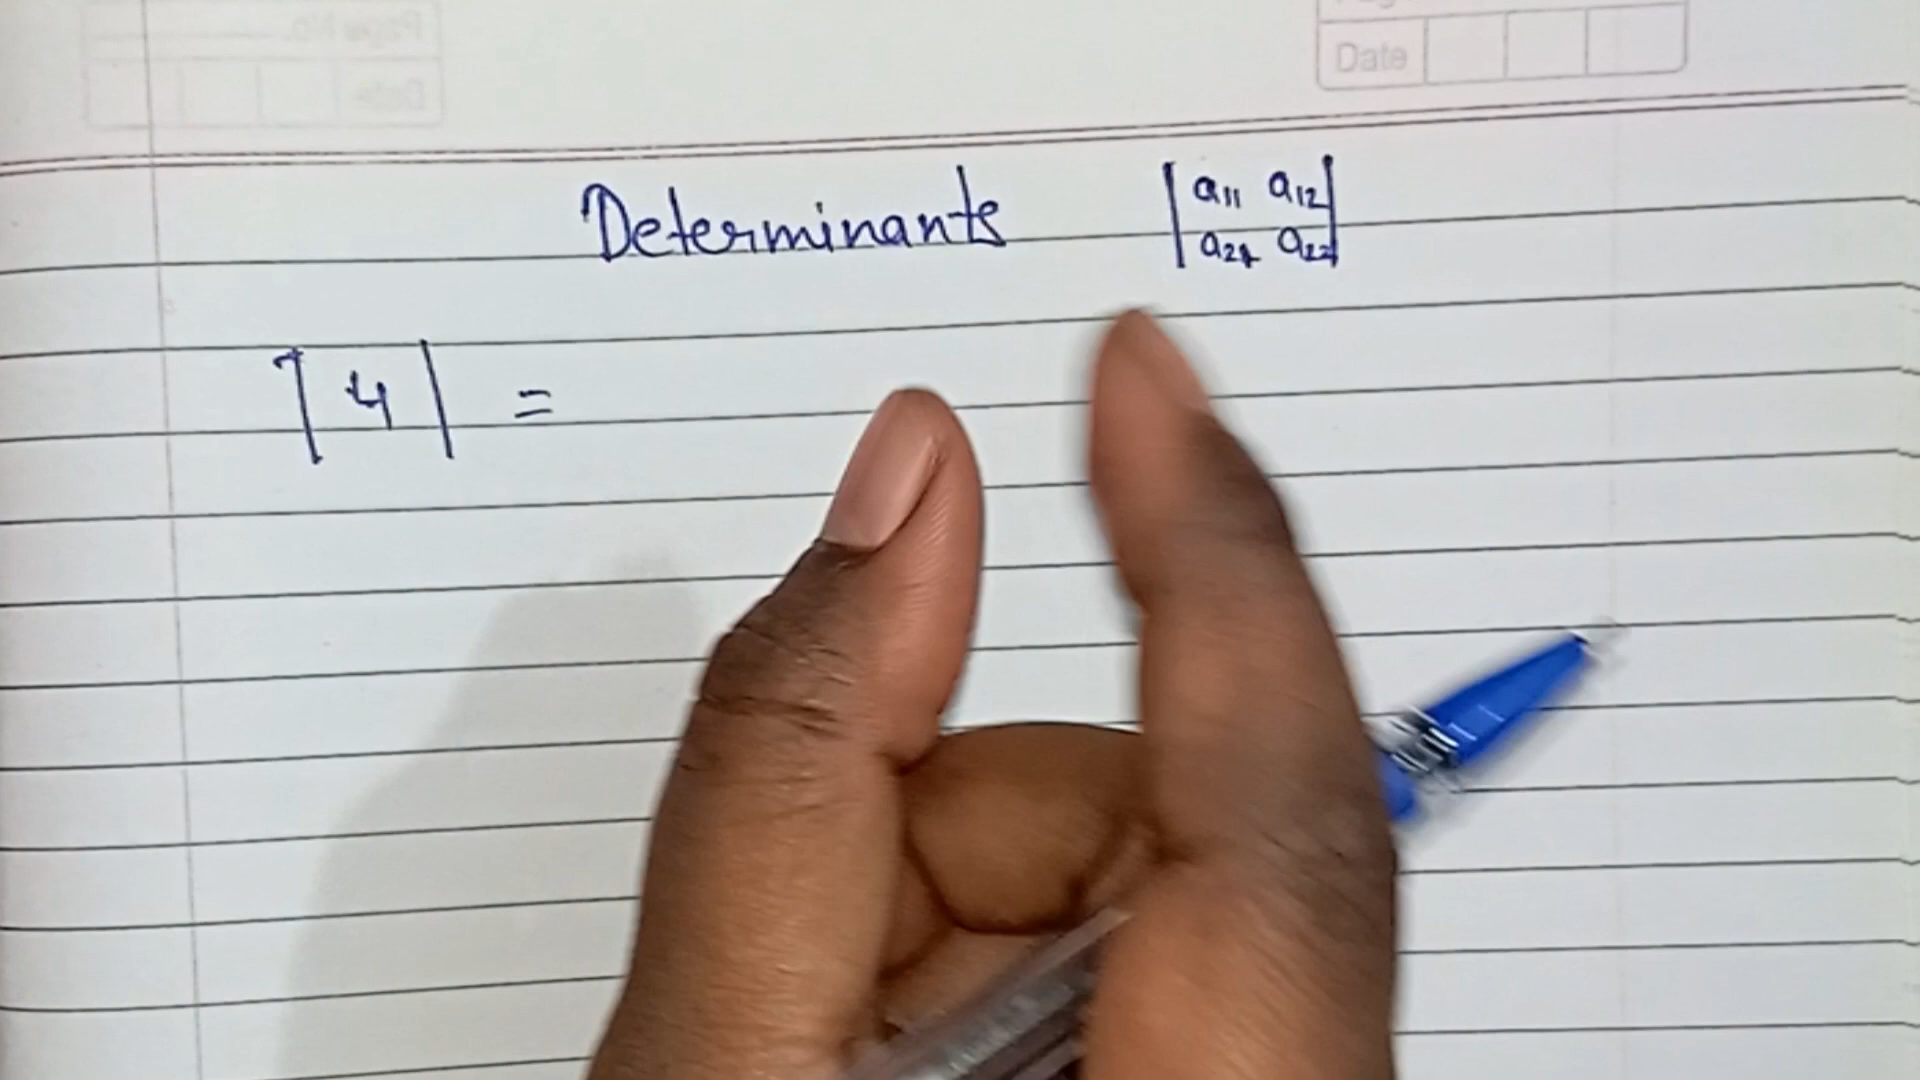 Date
Determinants | a11 a12 |
| a21 a22 |
| 4 | =